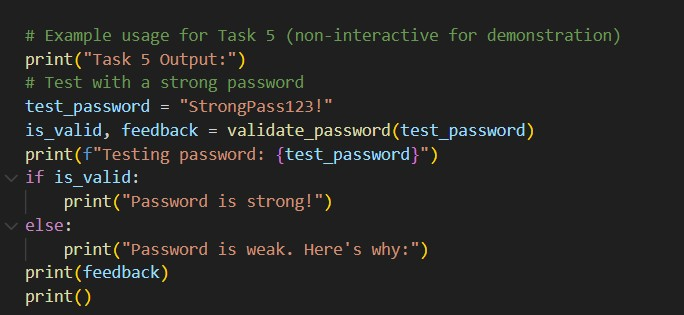 # Example usage for Task 5 (non-interactive for demonstration)
print("Task 5 Output:")
# Test with a strong password
test_password = "StrongPass123!"
is_valid, feedback = validate_password(test_password)
print(f"Testing password: {test_password}")
if is_valid:
    print("Password is strong!")
else:
    print("Password is weak. Here's why:")
print(feedback)
print()